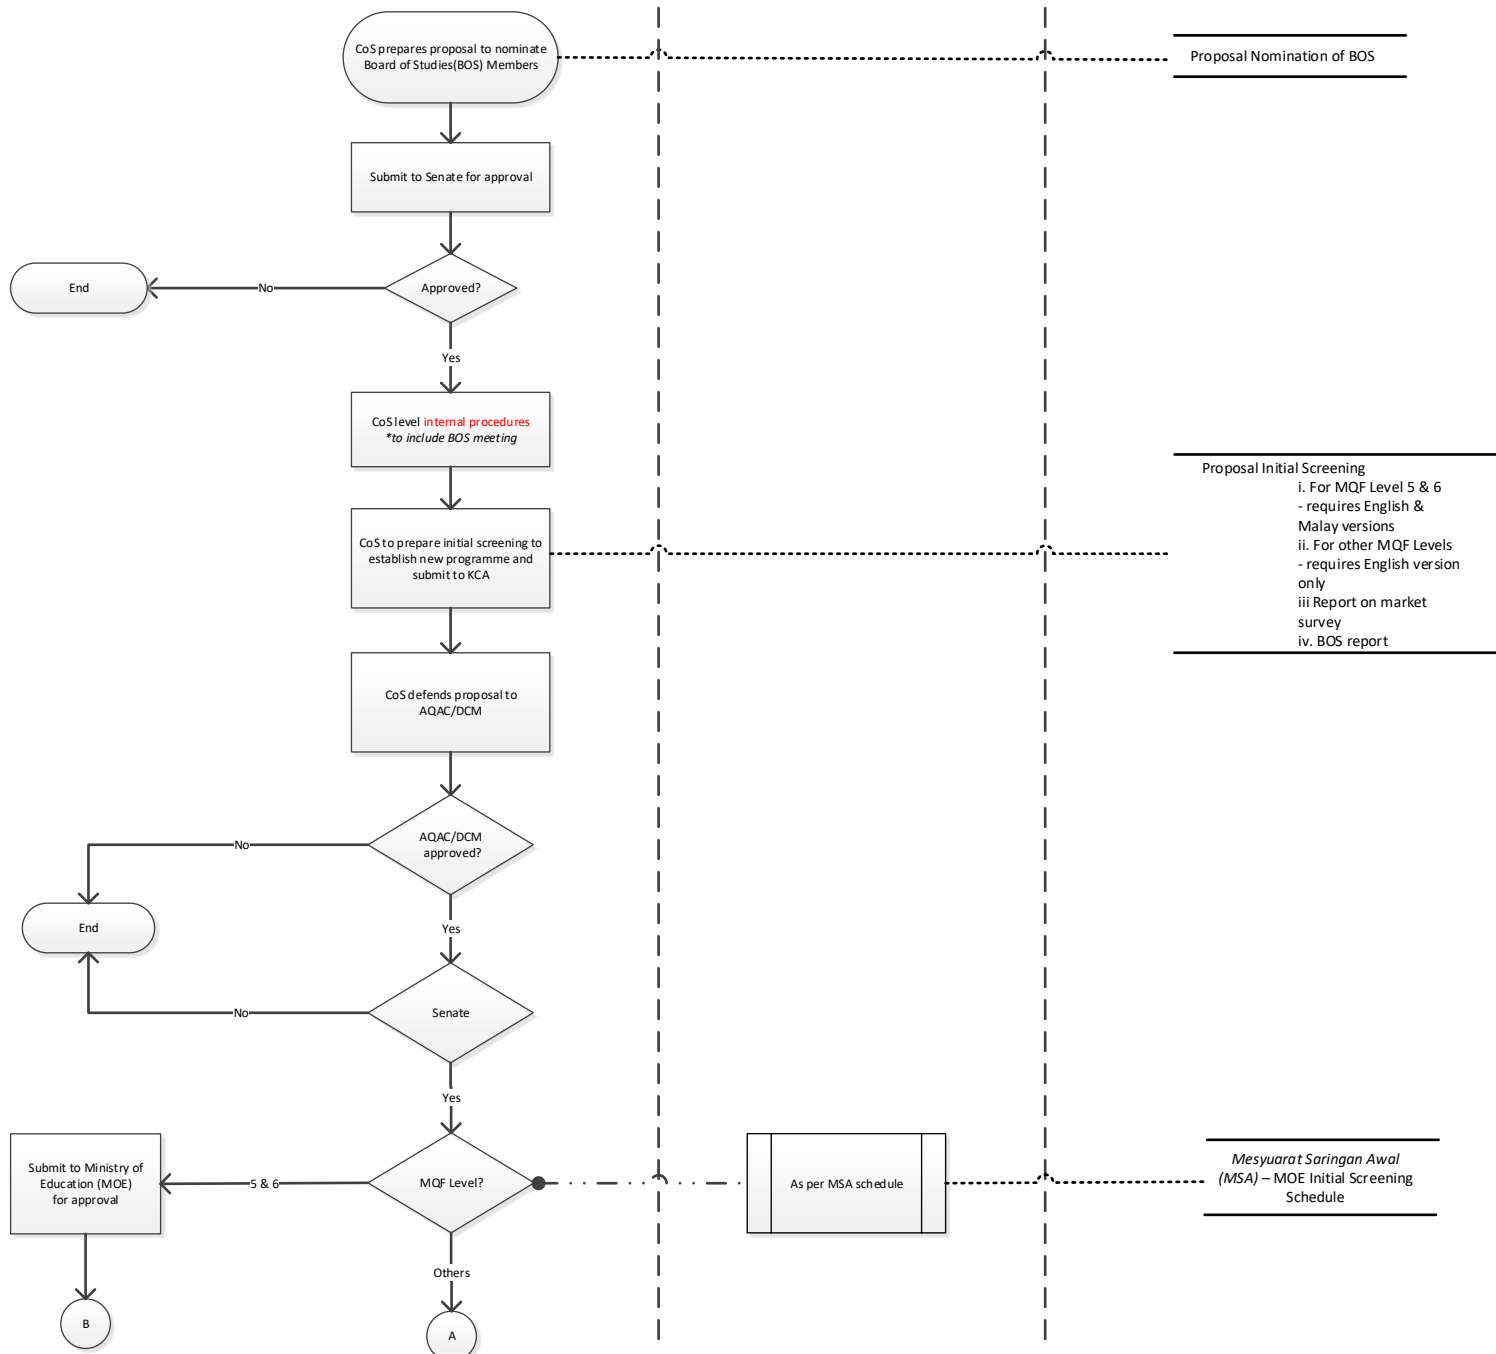 CoS prepares proposal to nominate
Board of Studies(BOS) Members
Proposal Nomination of BOS
Submit to Senate for approval
End
No
Approved?
Yes
CoS level internal procedures
*to include BOS meeting
Proposal Initial Screening
i. For MQF Level 5 & 6
- requires English &
Malay versions
ii. For other MQF Levels
- requires English version
only
iii Report on market
survey
iv. BOS report
CoS to prepare initial screening to
establish new programme and
submit to KCA
CoS defends proposal to
AQAC/DCM
No
AQAC/DCM
approved?
End
Yes
No
Senate
Yes
Submit to Ministry of
Education (MOE)
for approval
5 & 6
MQF Level?
As per MSA schedule
Mesyuarat Saringan Awal
(MSA) – MOE Initial Screening
Schedule
Others
B
A